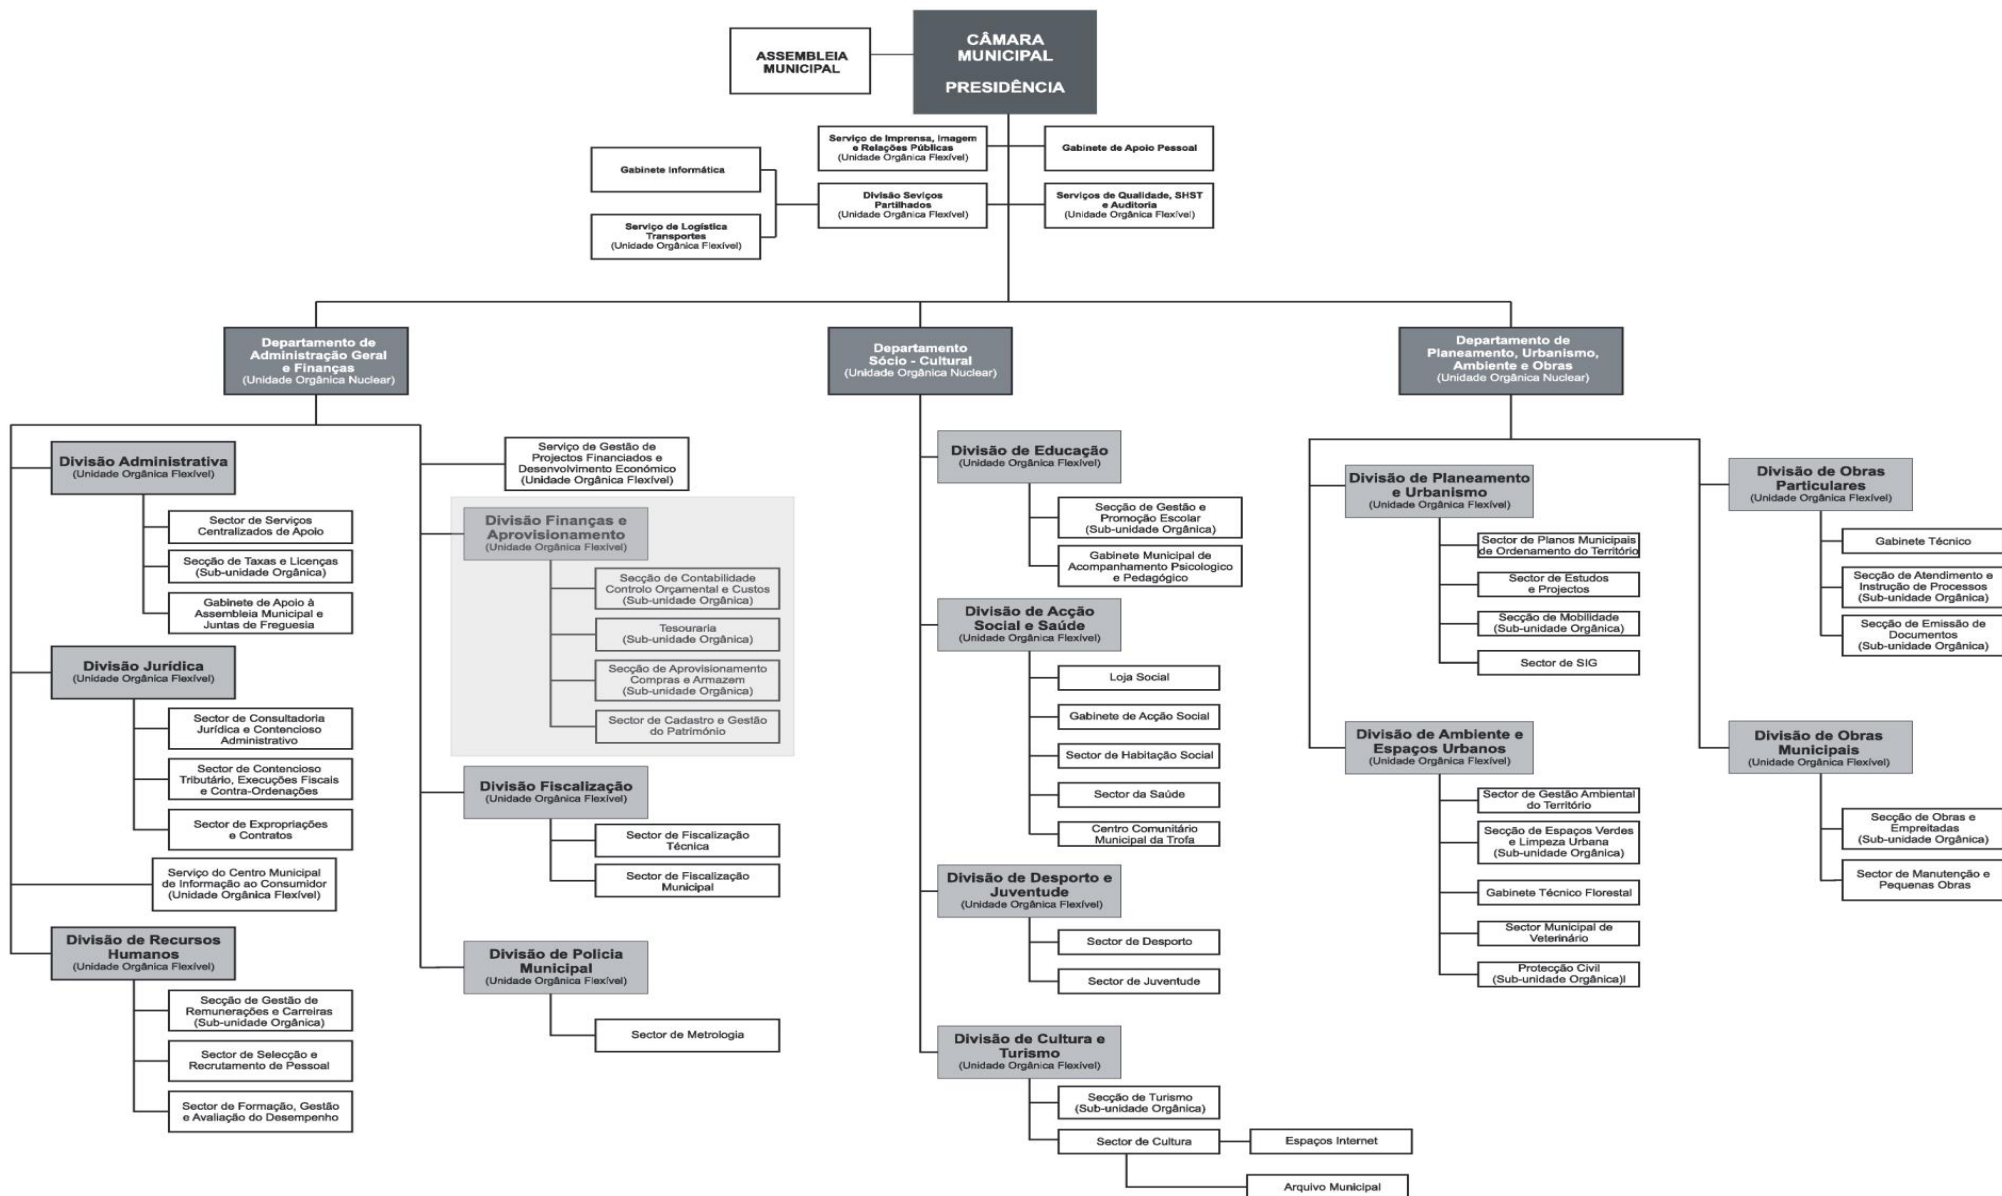 ASSEMBLEIA
MUNICIPAL
CÂMARA
MUNICIPAL
PRESIDÊNCIA
Serviço de Imprensa, Imagem
e Relações Públicas
(Unidade Orgânica Flexível)
Gabinete de Apoio Pessoal
Gabinete Informática
Divisão Seviços
Partilhados
(Unidade Orgânica Flexível)
Serviços de Qualidade, SHST
e Auditoria
(Unidade Orgânica Flexível)
Serviço de Logística
Transportes
(Unidade Orgânica Flexível)
Departamento de
Administração Geral
e Finanças
(Unidade Orgânica Nuclear)
Departamento
Sócio - Cultural
(Unidade Orgânica Nuclear)
Departamento de
Planeamento, Urbanismo,
Ambiente e Obras
(Unidade Orgânica Nuclear)
Divisão Administrativa
(Unidade Orgânica Flexível)
Sector de Serviços
Centralizados de Apoio
Secção de Taxas e Licenças
(Sub-unidade Orgânica)
Gabinete de Apoio à
Assembleia Municipal e
Juntas de Freguesia
Divisão Jurídica
(Unidade Orgânica Flexível)
Sector de Consultadoria
Jurídica e Contencioso
Administrativo
Sector de Contencioso
Tributário, Execuções Fiscais
e Contra-Ordenações
Sector de Expropriações
e Contratos
Serviço do Centro Municipal
de Informação ao Consumidor
(Unidade Orgânica Flexível)
Divisão de Recursos
Humanos
(Unidade Orgânica Flexível)
Secção de Gestão de
Remunerações e Carreiras
(Sub-unidade Orgânica)
Sector de Selecção e
Recrutamento de Pessoal
Sector de Formação, Gestão
e Avaliação do Desempenho
Serviço de Gestão de
Projectos Financiados e
Desenvolvimento Económico
(Unidade Orgânica Flexível)
Divisão Finanças e
Aprovisionamento
(Unidade Orgânica Flexível)
Secção de Contabilidade
Controlo Orçamental e Custos
(Sub-unidade Orgânica)
Tesouraria
(Sub-unidade Orgânica)
Secção de Aprovisionamento
Compras e Armazem
(Sub-unidade Orgânica)
Sector de Cadastro e Gestão
do Património
Divisão Fiscalização
(Unidade Orgânica Flexível)
Sector de Fiscalização
Técnica
Sector de Fiscalização
Municipal
Divisão de Policia
Municipal
(Unidade Orgânica Flexível)
Sector de Metrologia
Divisão de Educação
(Unidade Orgânica Flexível)
Secção de Gestão e
Promoção Escolar
(Sub-unidade Orgânica)
Gabinete Municipal de
Acompanhamento Psicologico
e Pedagógico
Divisão de Acção
Social e Saúde
(Unidade Orgânica Flexível)
Loja Social
Gabinete de Acção Social
Sector de Habitação Social
Sector da Saúde
Centro Comunitário
Municipal da Trofa
Divisão de Desporto e
Juventude
(Unidade Orgânica Flexível)
Sector de Desporto
Sector de Juventude
Divisão de Cultura e
Turismo
(Unidade Orgânica Flexível)
Secção de Turismo
(Sub-unidade Orgânica)
Sector de Cultura
Espaços Internet
Arquivo Municipal
Divisão de Planeamento
e Urbanismo
(Unidade Orgânica Flexível)
Sector de Planos Municipais
de Ordenamento do Território
Sector de Estudos
e Projectos
Secção de Mobilidade
(Sub-unidade Orgânica)
Sector de SIG
Divisão de Ambiente e
Espaços Urbanos
(Unidade Orgânica Flexível)
Sector de Gestão Ambiental
do Território
Secção de Espaços Verdes
e Limpeza Urbana
(Sub-unidade Orgânica)
Gabinete Técnico Florestal
Sector Municipal de
Veterinário
Protecção Civil
(Sub-unidade Orgânica)l
Divisão de Obras
Particulares
(Unidade Orgânica Flexível)
Gabinete Técnico
Secção de Atendimento e
Instrução de Processos
(Sub-unidade Orgânica)
Secção de Emissão de
Documentos
(Sub-unidade Orgânica)
Divisão de Obras
Municipais
(Unidade Orgânica Flexível)
Secção de Obras e
Empreitadas
(Sub-unidade Orgânica)
Sector de Manutenção e
Pequenas Obras